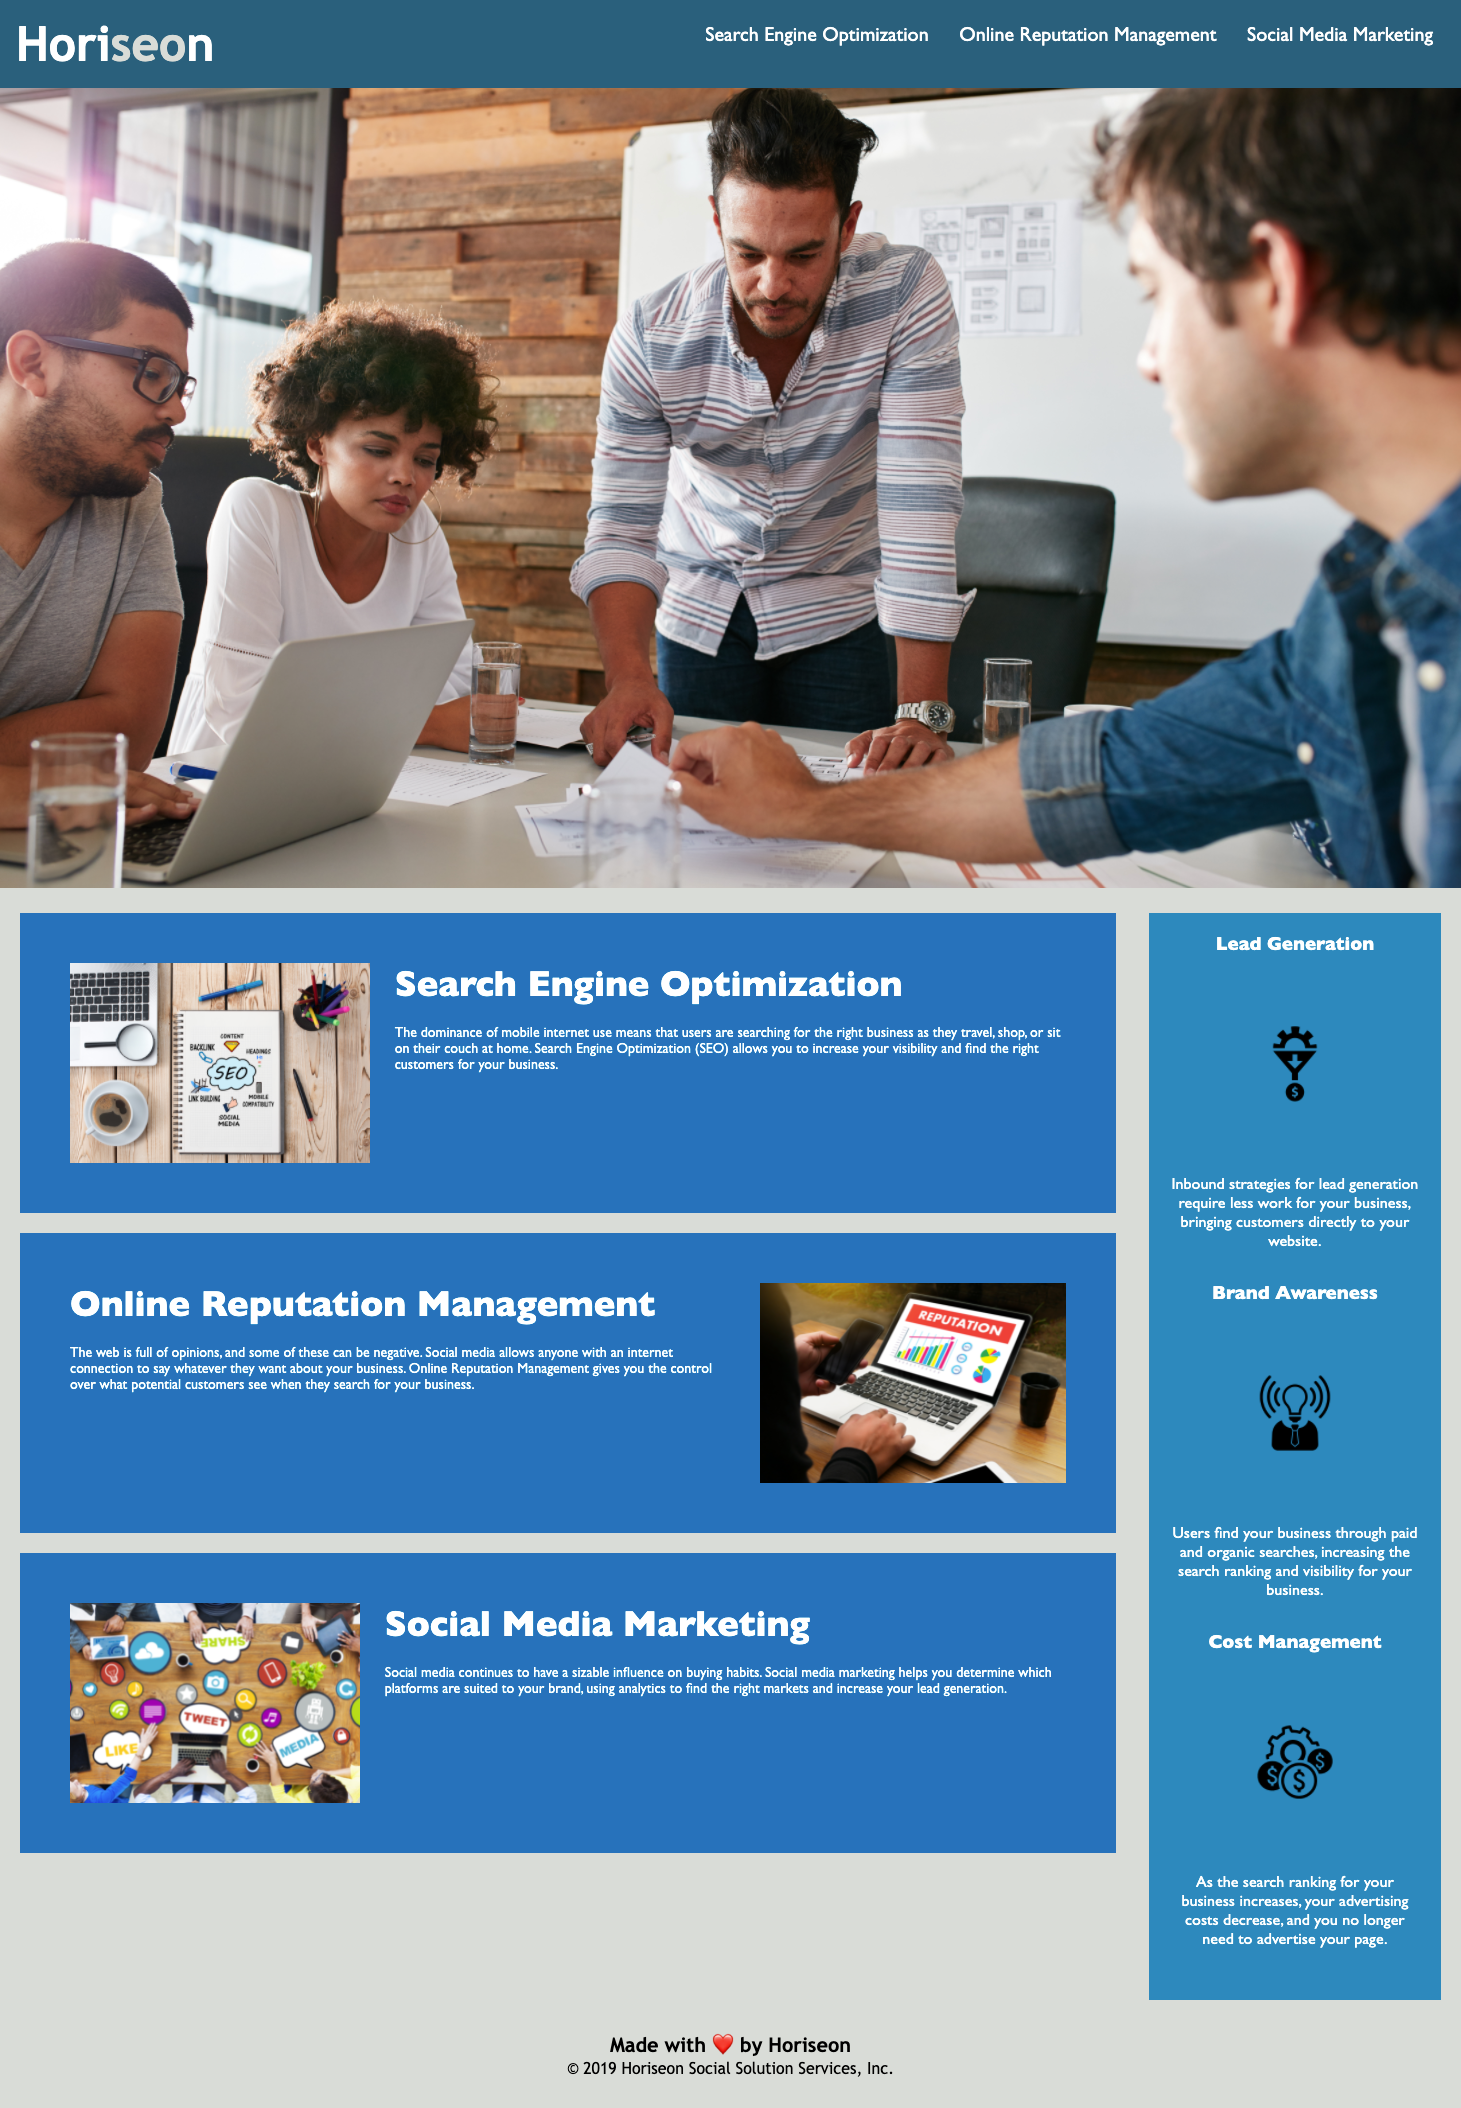 Horiseon
Search Engine Optimization
Online Reputation Management
Social Media Marketing
Search Engine Optimization
The dominance of mobile internet use means that users are searching for the right business as they travel, shop, or sit
on their couch at home. Search Engine Optimization (SEO) allows you to increase your visibility and find the right
customers for your business.
CONTENT
BACKLINK
HEADINGS
SEO
LINK BUILDING
MOBILE
COMPATIBILITY
SOCIAL
MEDIA
Online Reputation Management
The web is full of opinions, and some of these can be negative. Social media allows anyone with an internet
connection to say whatever they want about your business. Online Reputation Management gives you the control
over what potential customers see when they search for your business.
REPUTATION
Social Media Marketing
Social media continues to have a sizable influence on buying habits. Social media marketing helps you determine which
platforms are suited to your brand, using analytics to find the right markets and increase your lead generation.
SHARE
TWEET
LIKE
MEDIA
Lead Generation
Inbound strategies for lead generation
require less work for your business,
bringing customers directly to your
website.
Brand Awareness
Users find your business through paid
and organic searches, increasing the
search ranking and visibility for your
business.
Cost Management
As the search ranking for your
business increases, your advertising
costs decrease, and you no longer
need to advertise your page.
Made with ❤️ by Horiseon
© 2019 Horiseon Social Solution Services, Inc.